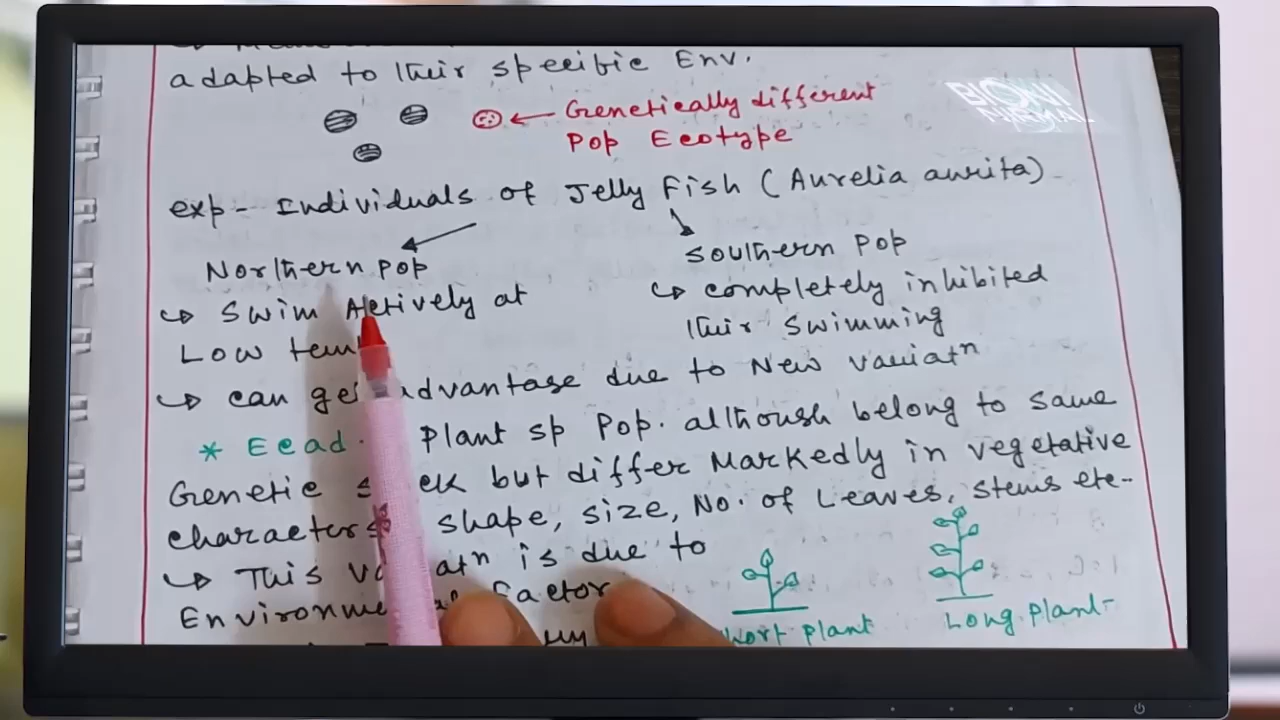 adapted to their specific Env.
Genetically different
Pop Ecotype
exp - Individuals of Jelly Fish (Aurelia aurita)
Northern pop
Southern pop
Swim Actively at
Low tem
completely inhibited
their swimming
can get advantage due to New variatn
* Ecad. Plant sp Pop. although belong to same
Genetic but differ Markedly in vegetative
characters shape, size, No. of Leaves, stems etc..
This is due to
Factor
plant
Long plant